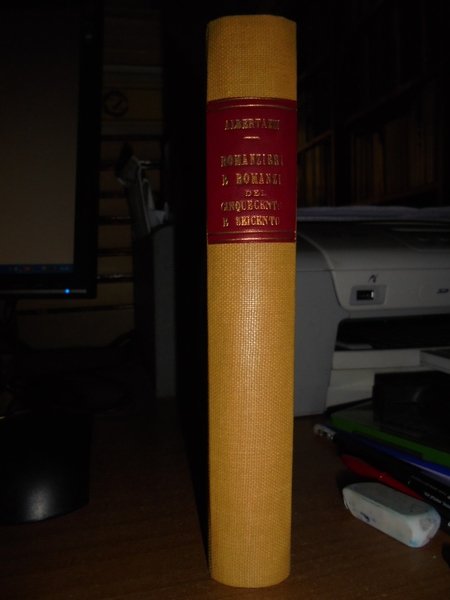 ALBERTAZZI
ROMANZIERI
E ROMANZI
DEL
CINQUECENTO
E SEICENTO